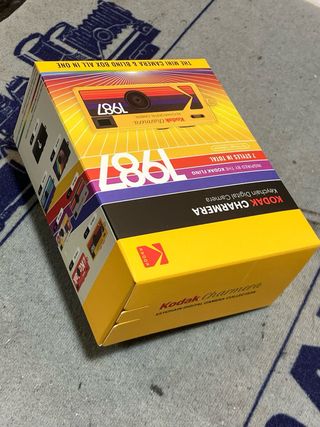 THE MINI CAMERA & BLIND BOX ALL IN ONE
Kodak Charmera
1987
7 STYLES IN TOTAL
INSPIRED BY THE KODAK FLING
1987
KODAK CHARMERA
Keychain Digital Camera
Kodak
Kodak Charmera
KEYCHAIN DIGITAL CAMERA COLLECTION